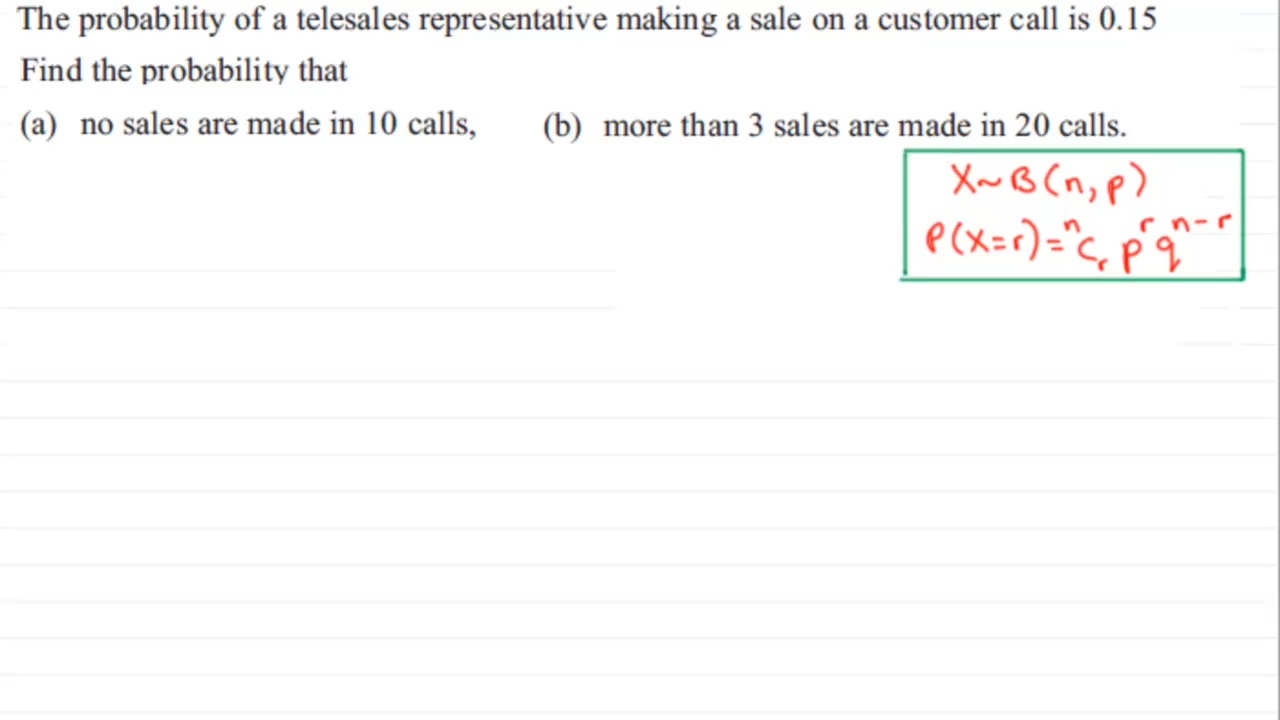 The probability of a telesales representative making a sale on a customer call is 0.15
Find the probability that
(a) no sales are made in 10 calls, (b) more than 3 sales are made in 20 calls.
X~B(n,p)
P(X=r)=ⁿCᵣ pʳ qⁿ⁻ʳ